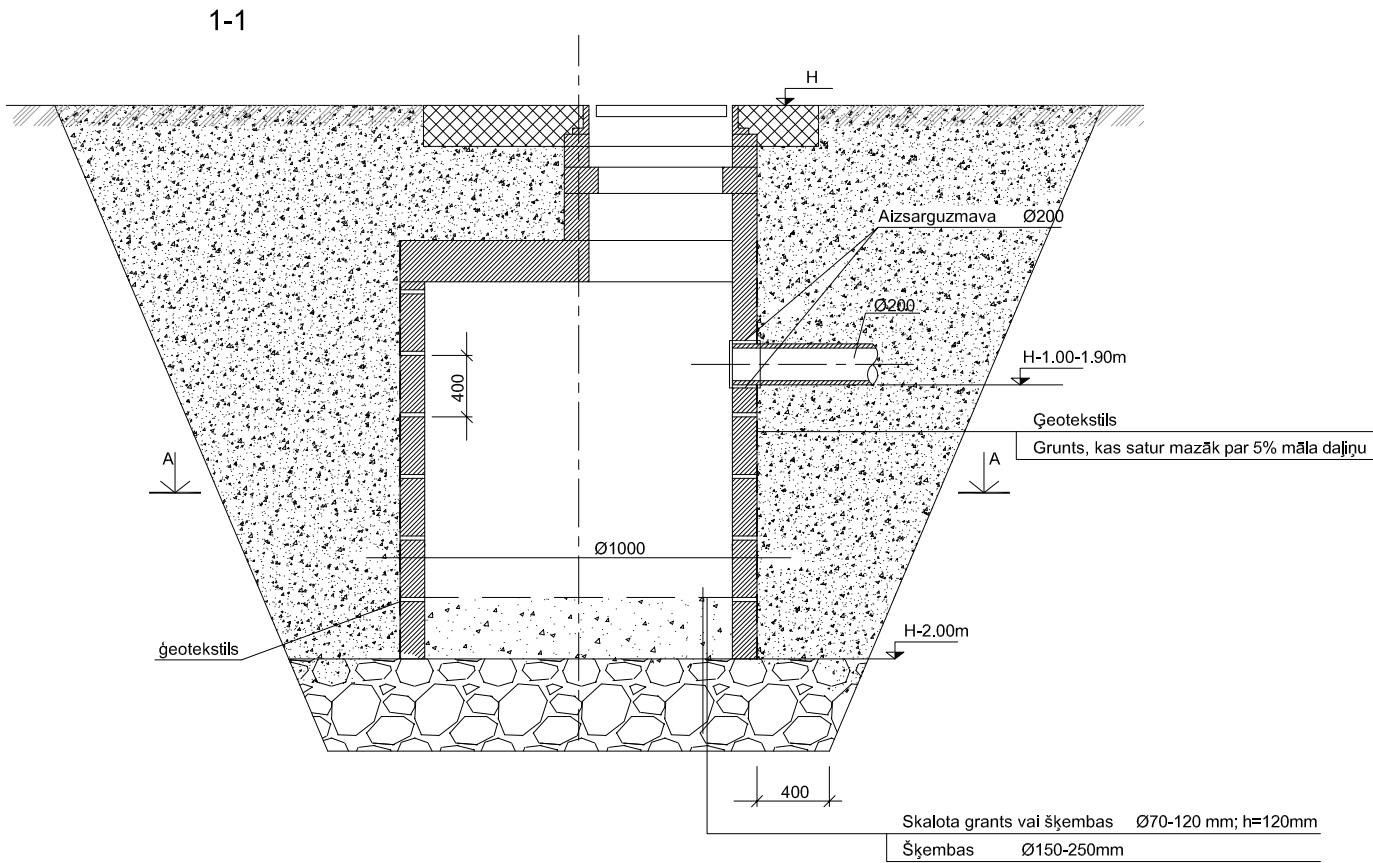 1-1
H
Aizsarguzmava Ø200
Ø200
H-1.00-1.90m
400
Ģeotekstils
Grunts, kas satur mazāk par 5% māla daļiņu
A
A
Ø1000
H-2.00m
ģeotekstils
400
Skalota grants vai šķembas Ø70-120 mm; h=120mm
Šķembas Ø150-250mm